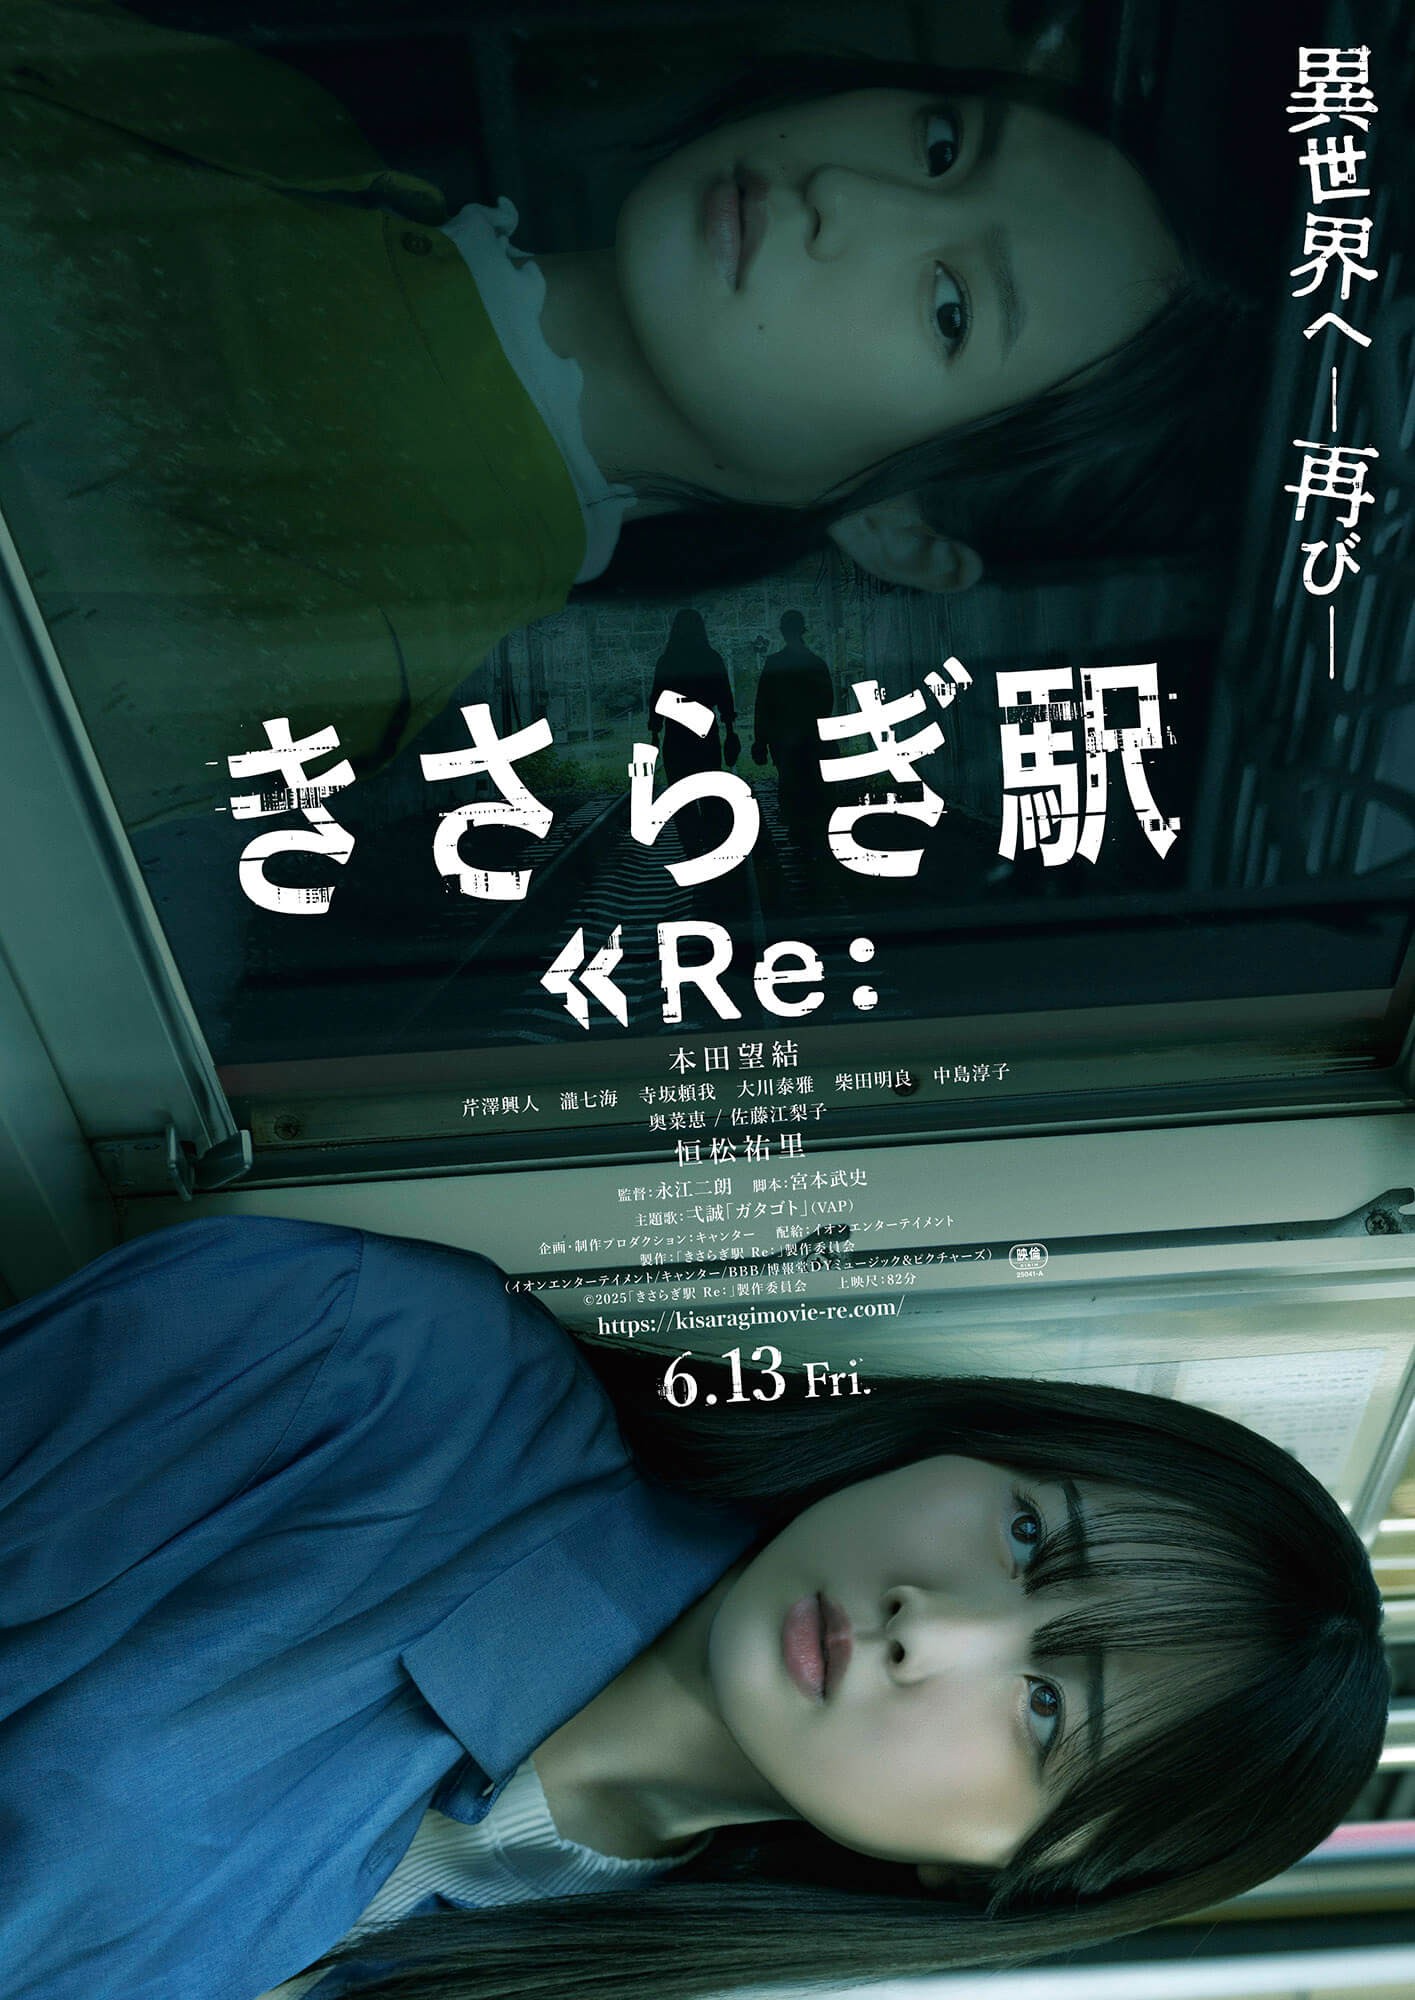 異世界へ―再び―
きさらぎ駅
Re:
本田望結
芹澤興人 瀧七海 寺坂頼我 大川泰雅 柴田明良 中島淳子
奥菜恵 / 佐藤江梨子
恒松祐里
監督:永江二朗 脚本:宮本武史
主題歌:弌誠「ガタゴト」(VAP)
企画・制作プロダクション:キャンター 配給:イオンエンターテイメント
製作:「きさらぎ駅 Re:」製作委員会
(イオンエンターテイメント/キャンター/BBB/博報堂DYミュージック&ピクチャーズ)
映倫
EIRIN
25041-A
©2025「きさらぎ駅 Re:」製作委員会 上映尺:82分
https://kisaragimovie-re.com/
6.13 Fri.